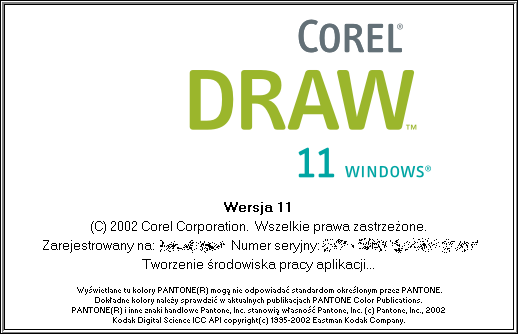 COREL®
DRAW™
11 WINDOWS®
Wersja 11
(C) 2002 Corel Corporation. Wszelkie prawa zastrzeżone.
Zarejestrowany na: Numer seryjny:
Tworzenie środowiska pracy aplikacji...
Wyświetlane tu kolory PANTONE(R) mogą nie odpowiadać standardom określonym przez PANTONE.
Dokładne kolory należy sprawdzić w aktualnych publikacjach PANTONE Color Publications.
PANTONE(R) i inne znaki handlowe Pantone, Inc. stanowią własność Pantone, Inc. (c) Pantone, Inc., 2002
Kodak Digital Science ICC API copyright(c) 1995-2002 Eastman Kodak Company.